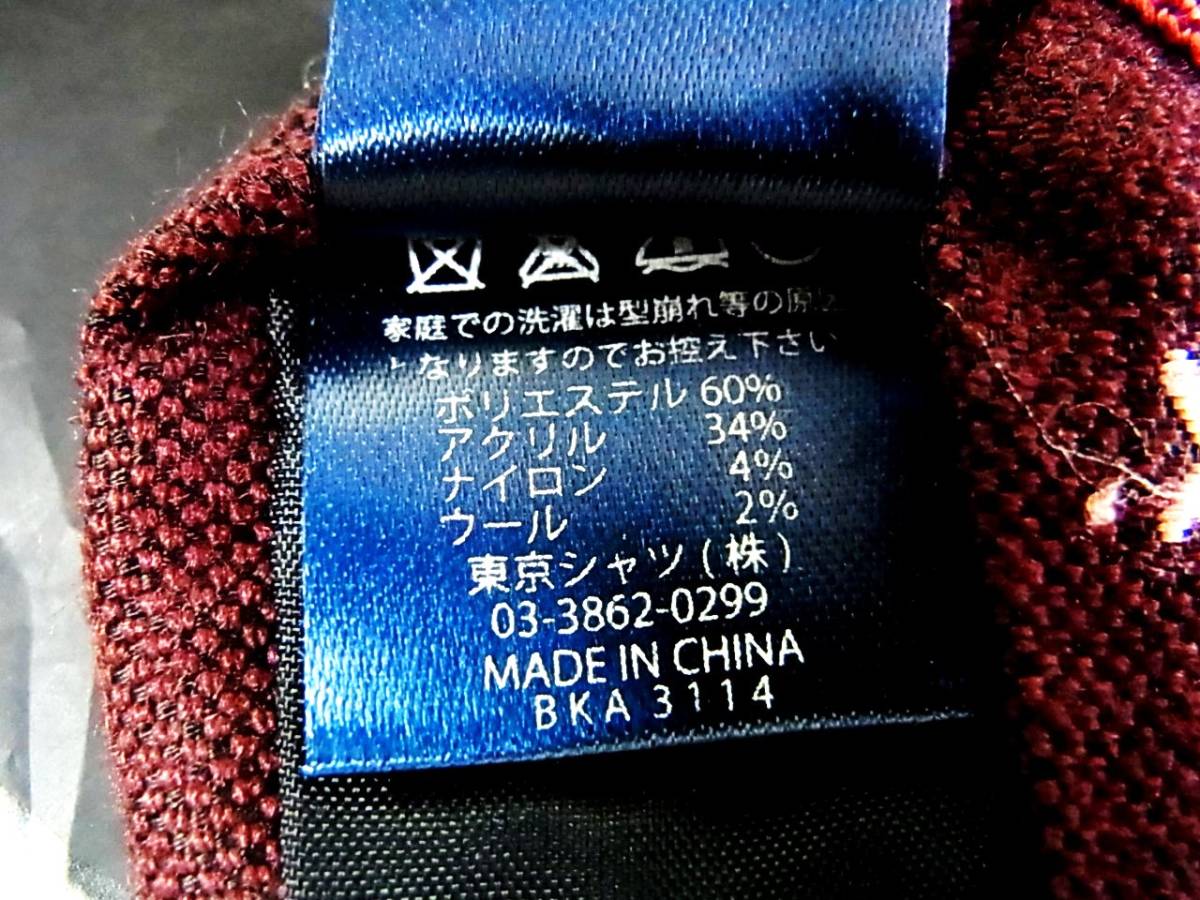 家庭での洗濯は型崩れ等の原因
となりますのでお控え下さい
ポリエステル 60%
アクリル 34%
ナイロン 4%
ウール 2%
東京シャツ(株)
03-3862-0299
MADE IN CHINA
BKA 3114